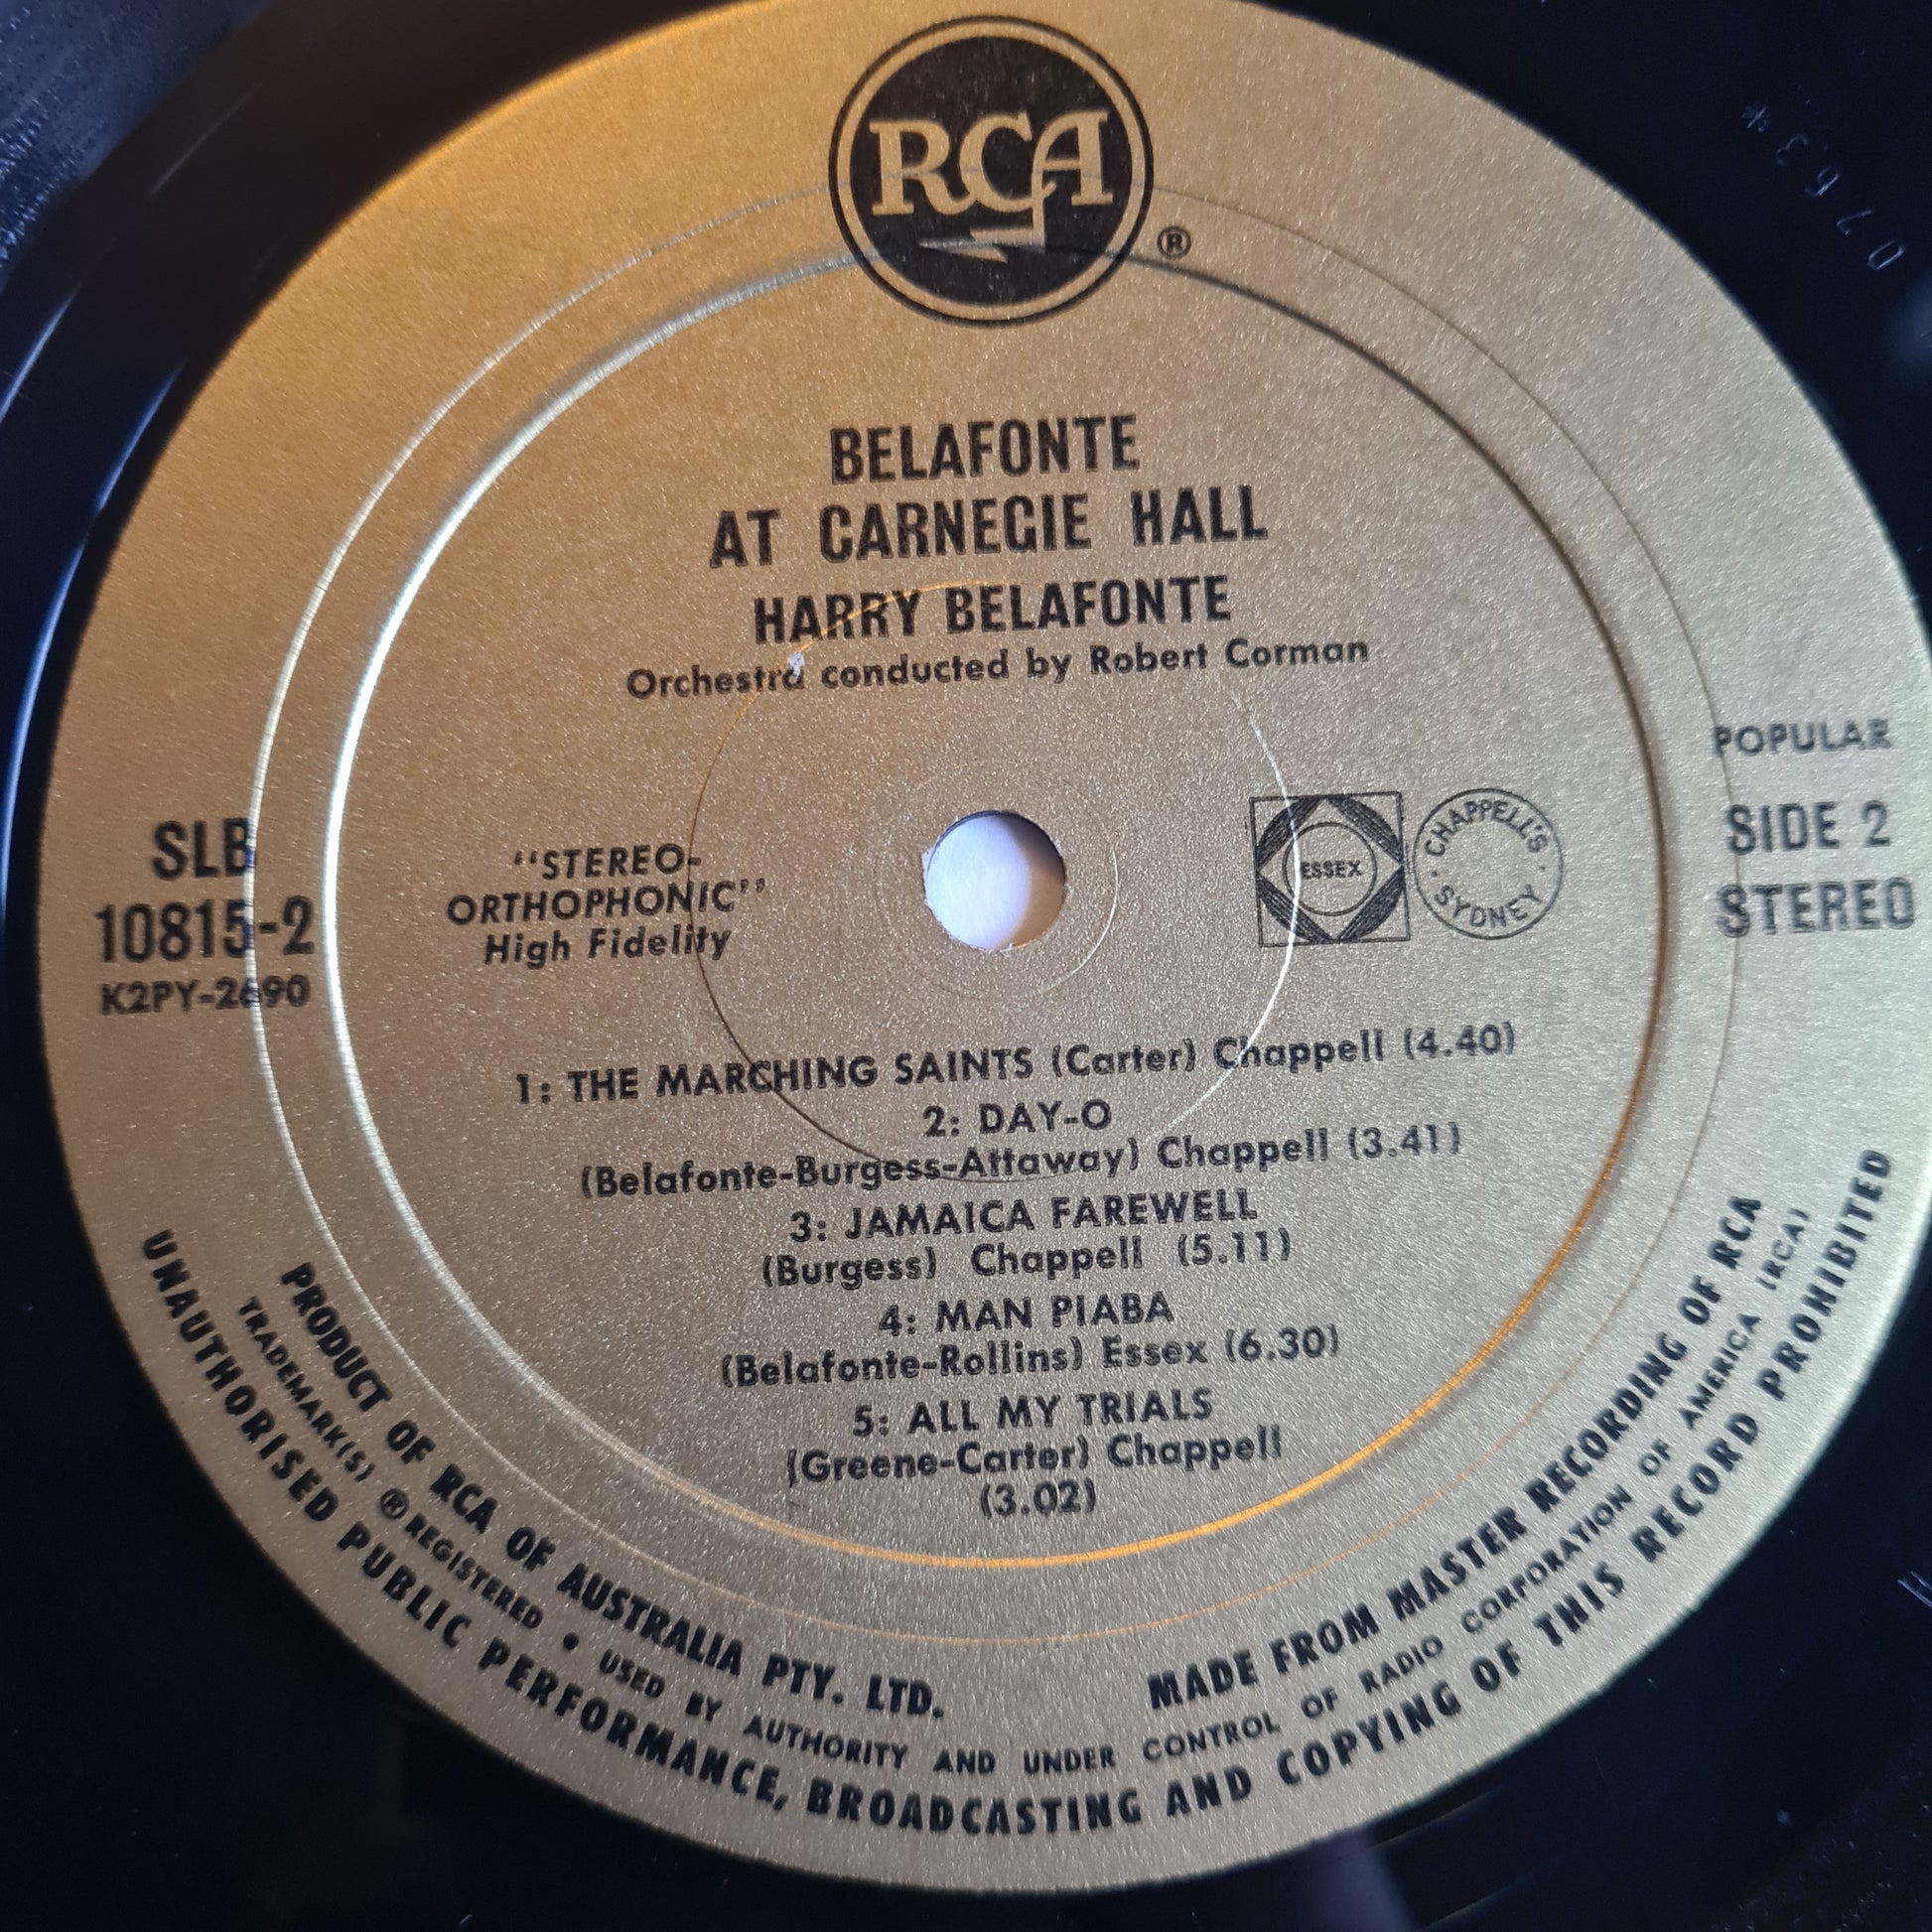 RCA
®
BELAFONTE
AT CARNEGIE HALL
HARRY BELAFONTE
Orchestra conducted by Robert Corman
SLB
10815-2
K2PY-2690
“STEREO-
ORTHOPHONIC”
High Fidelity
ESSEX
CHAPPELL'S
· SYDNEY ·
POPULAR
SIDE 2
STEREO
1: THE MARCHING SAINTS (Carter) Chappell (4.40)
2: DAY-O
(Belafonte-Burgess-Attaway) Chappell (3.41)
3: JAMAICA FAREWELL
(Burgess) Chappell (5.11)
4: MAN PIABA
(Belafonte-Rollins) Essex (6.30)
5: ALL MY TRIALS
(Greene-Carter) Chappell
(3.02)
PRODUCT OF RCA OF AUSTRALIA PTY. LTD. MADE FROM MASTER RECORDING OF RCA
TRADEMARK(S) ® REGISTERED • USED BY AUTHORITY AND UNDER CONTROL OF RADIO CORPORATION OF AMERICA (RCA)
UNAUTHORISED PUBLIC PERFORMANCE, BROADCASTING AND COPYING OF THIS RECORD PROHIBITED